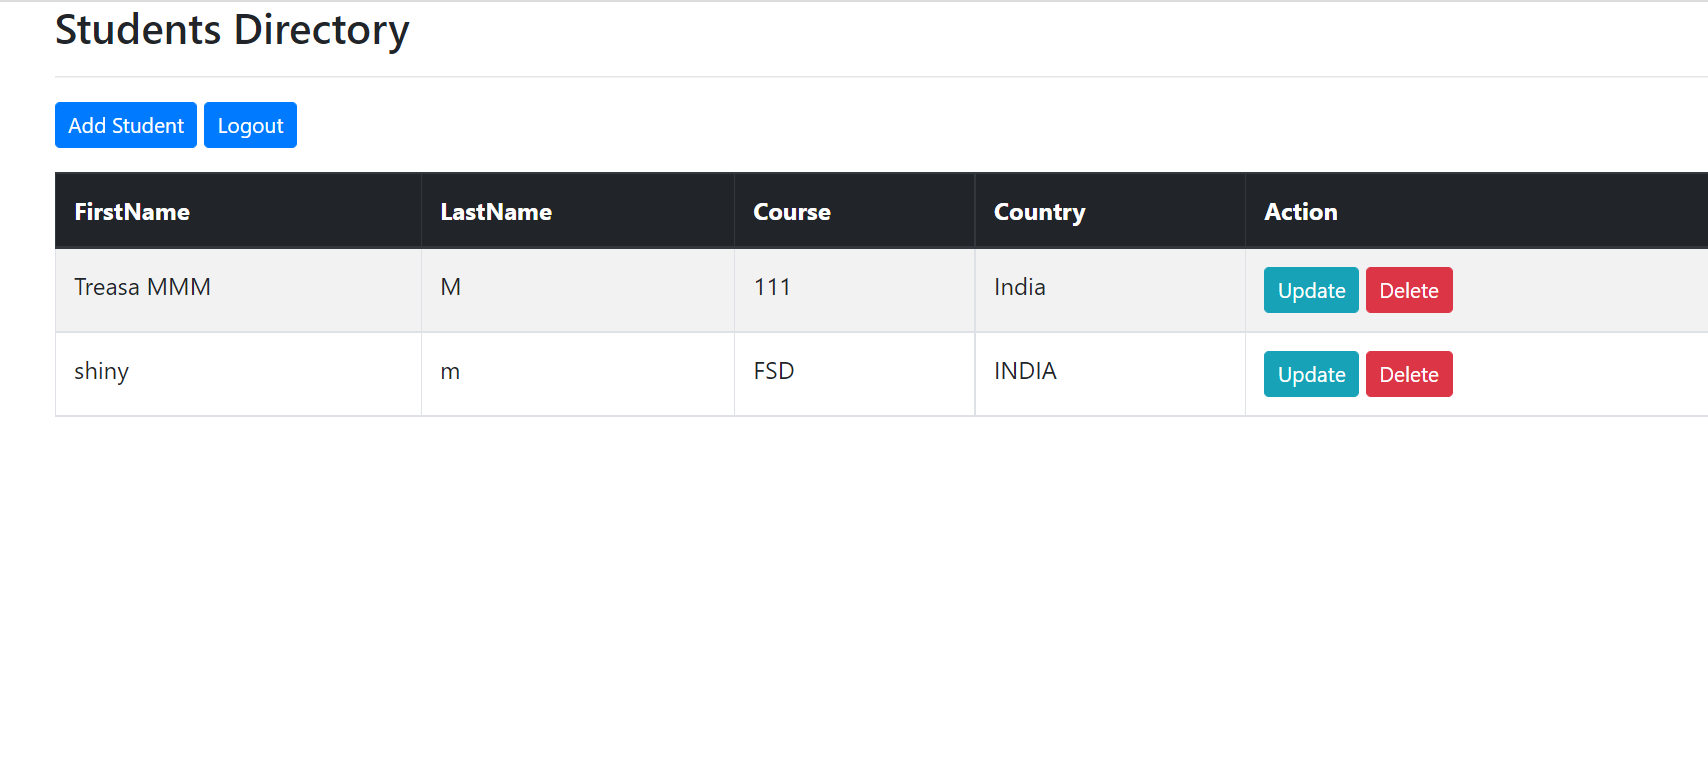 Students Directory
Add Student Logout
FirstName LastName Course Country Action
Treasa MMM M 111 India Update Delete
shiny m FSD INDIA Update Delete